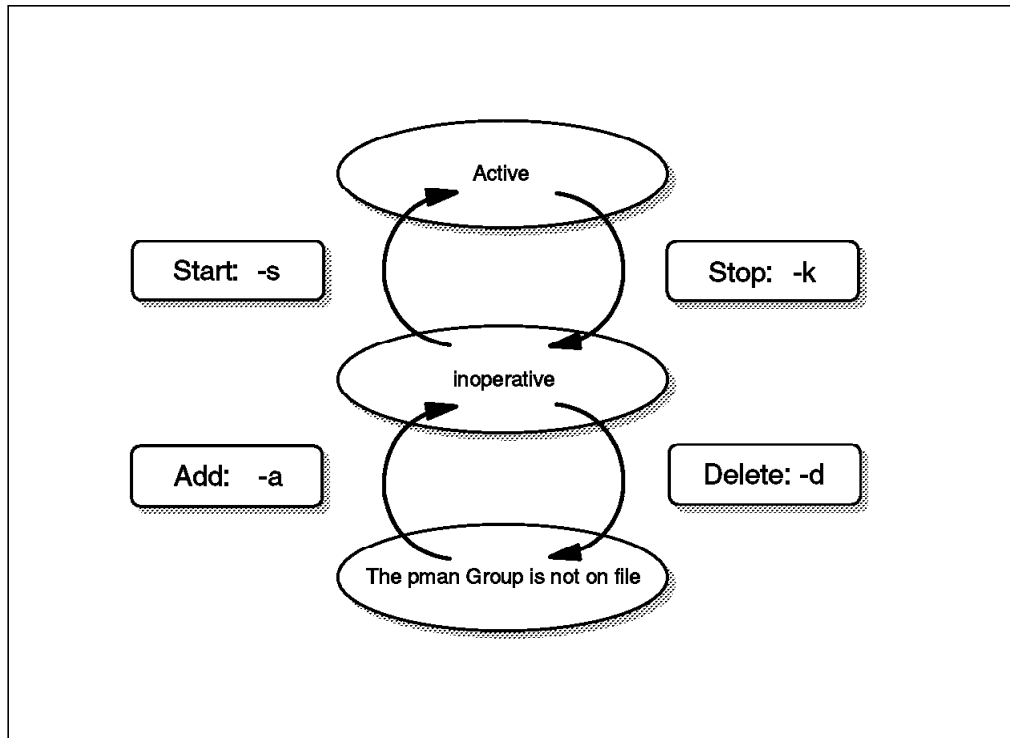 Active
Start: -s
Stop: -k
inoperative
Add: -a
Delete: -d
The pman Group is not on file